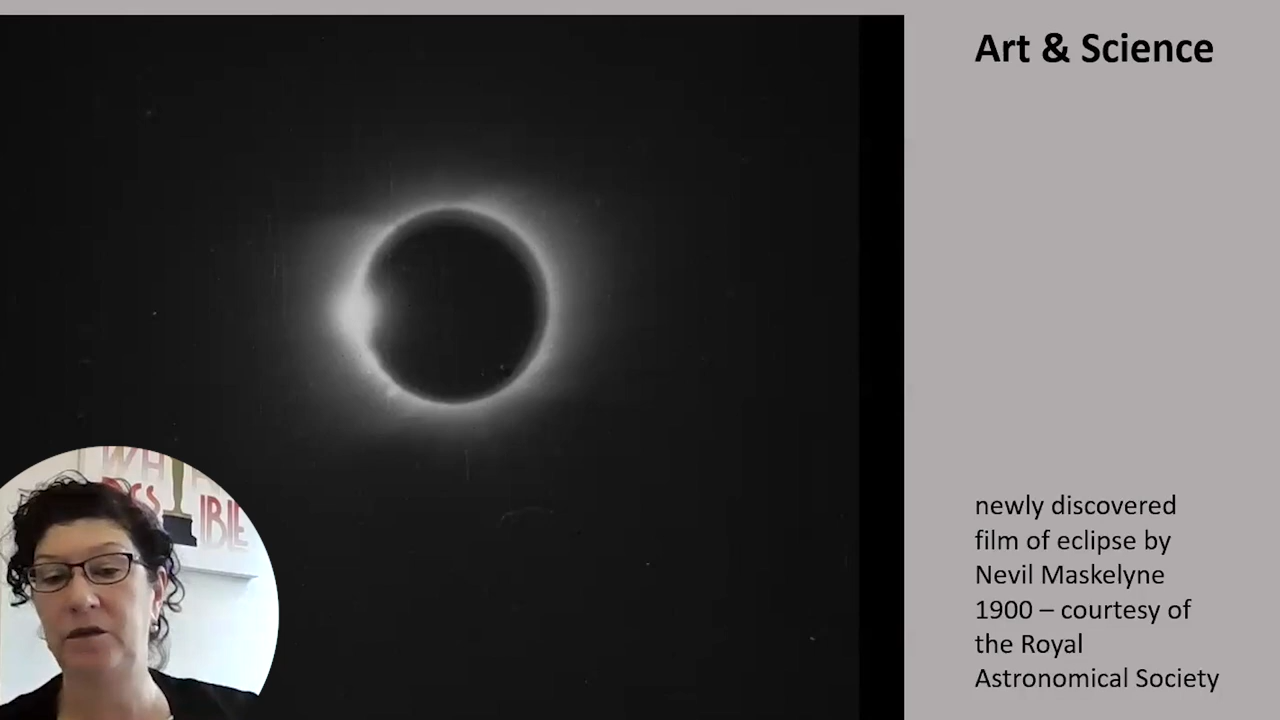 Art & Science
newly discovered
film of eclipse by
Nevil Maskelyne
1900 – courtesy of
the Royal
Astronomical Society